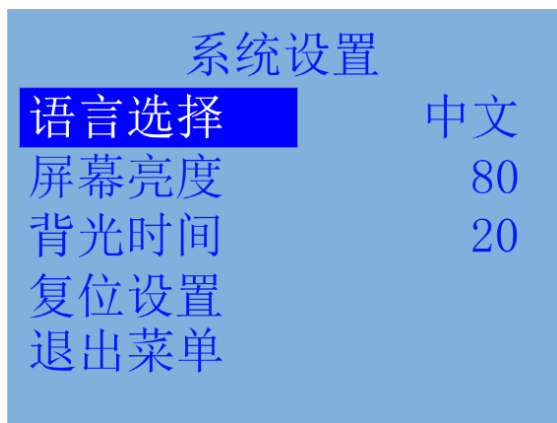 系统设置
语言选择 中文
屏幕亮度 80
背光时间 20
复位设置
退出菜单